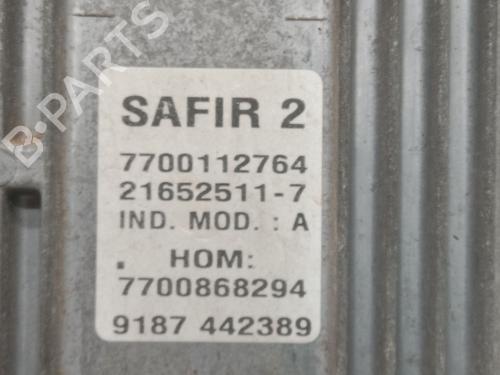 B-PARTS
SAFIR 2
7700112764
21652511-7
IND. MOD. : A
. HOM:
7700868294
9187 442389